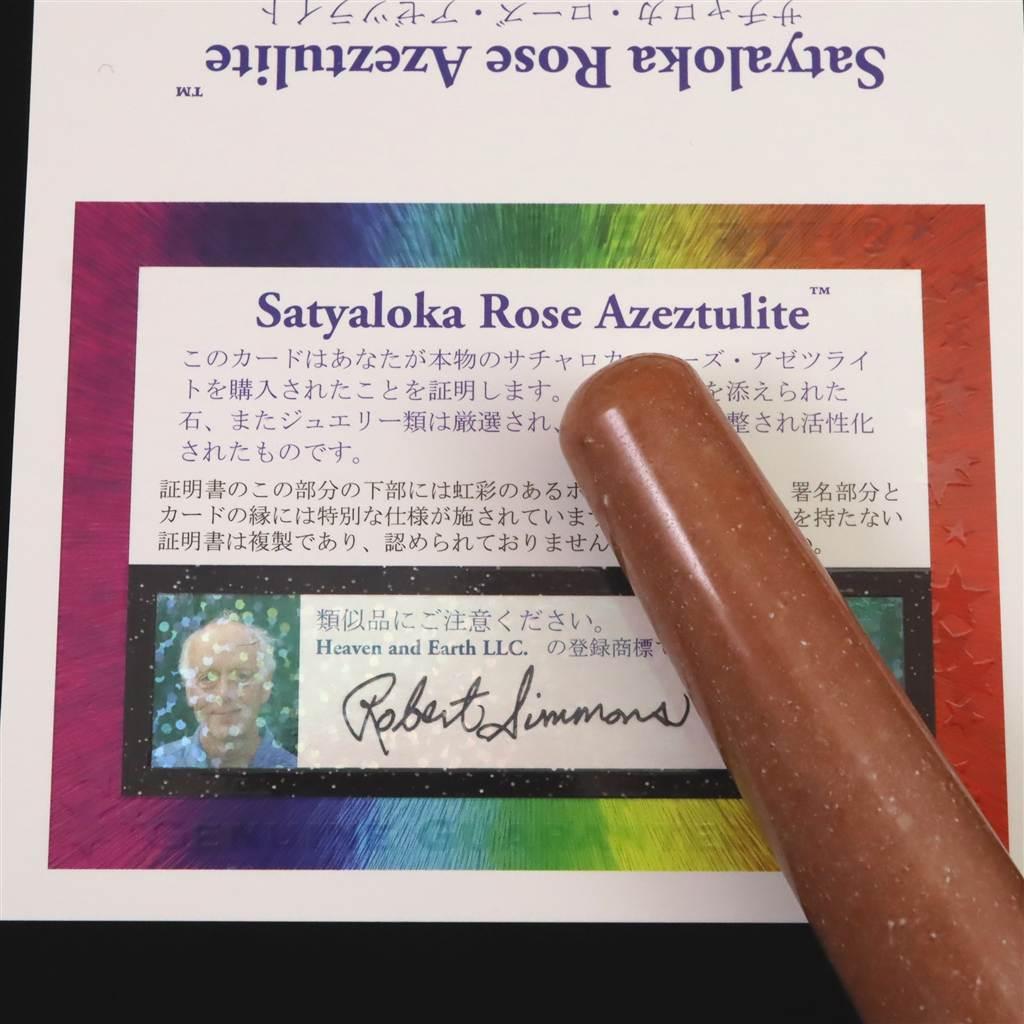 サチャロカ・ローズ・アゼツライト
Satyaloka Rose Azeztulite™
Satyaloka Rose Azeztulite™
このカードはあなたが本物のサチャロカ ーズ・アゼツライ
トを購入されたことを証明します。 を添えられた
石、またジュエリー類は厳選され、 整され活性化
されたものです。
証明書のこの部分の下部には虹彩のあるホ 署名部分と
カードの縁には特別な仕様が施されています を持たない
証明書は複製であり、認められておりません 。
類似品にご注意ください。
Heaven and Earth LLC. の登録商標
Robert Simmons
GENUINE GUARANTEE